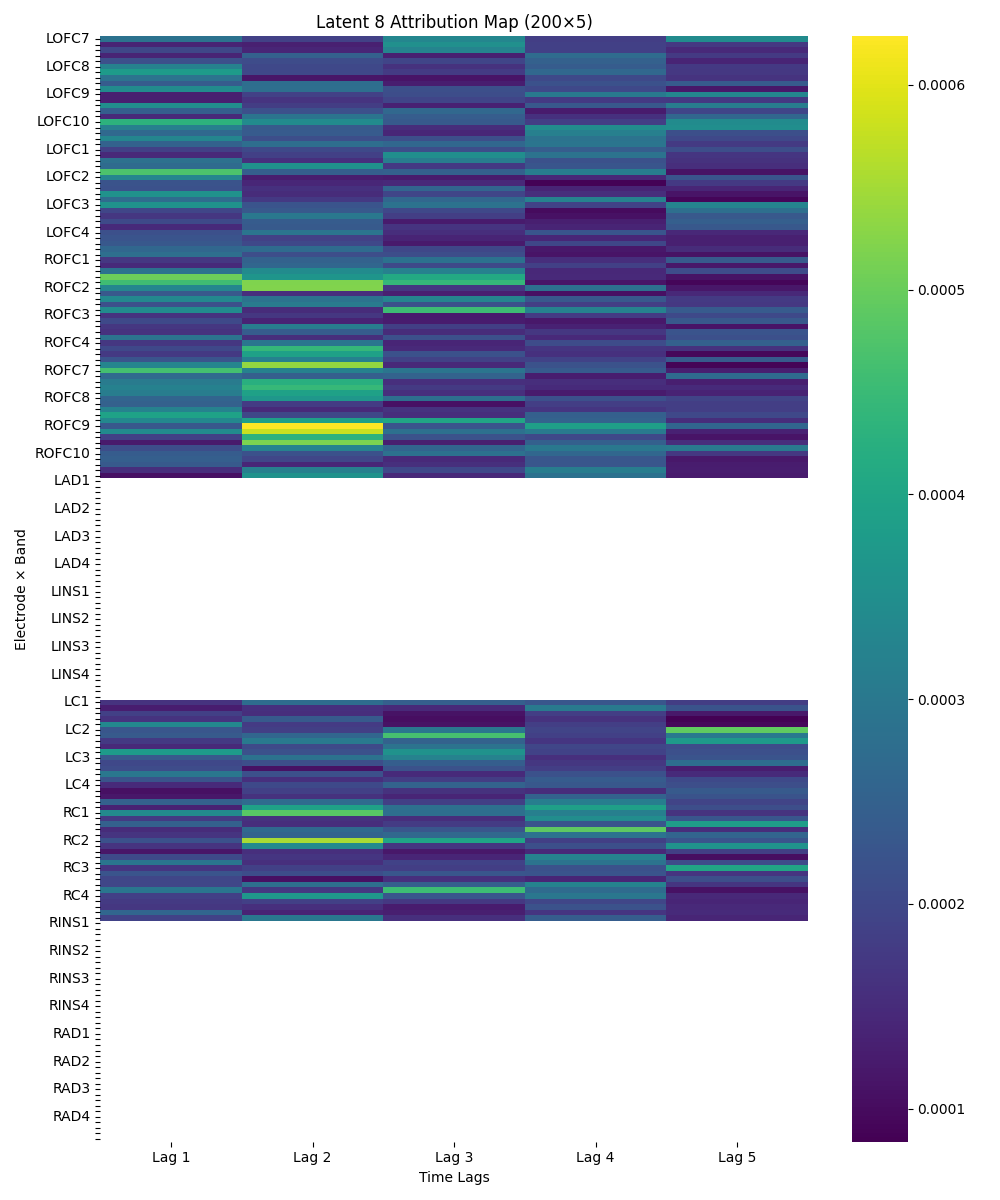 Latent 8 Attribution Map (200×5)
LOFC7
LOFC8
LOFC9
LOFC10
LOFC1
LOFC2
LOFC3
LOFC4
ROFC1
ROFC2
ROFC3
ROFC4
ROFC7
ROFC8
ROFC9
ROFC10
LAD1
LAD2
LAD3
LAD4
LINS1
LINS2
LINS3
LINS4
LC1
LC2
LC3
LC4
RC1
RC2
RC3
RC4
RINS1
RINS2
RINS3
RINS4
RAD1
RAD2
RAD3
RAD4
Electrode × Band
Lag 1 Lag 2 Lag 3 Lag 4 Lag 5
Time Lags
0.0006
0.0005
0.0004
0.0003
0.0002
0.0001